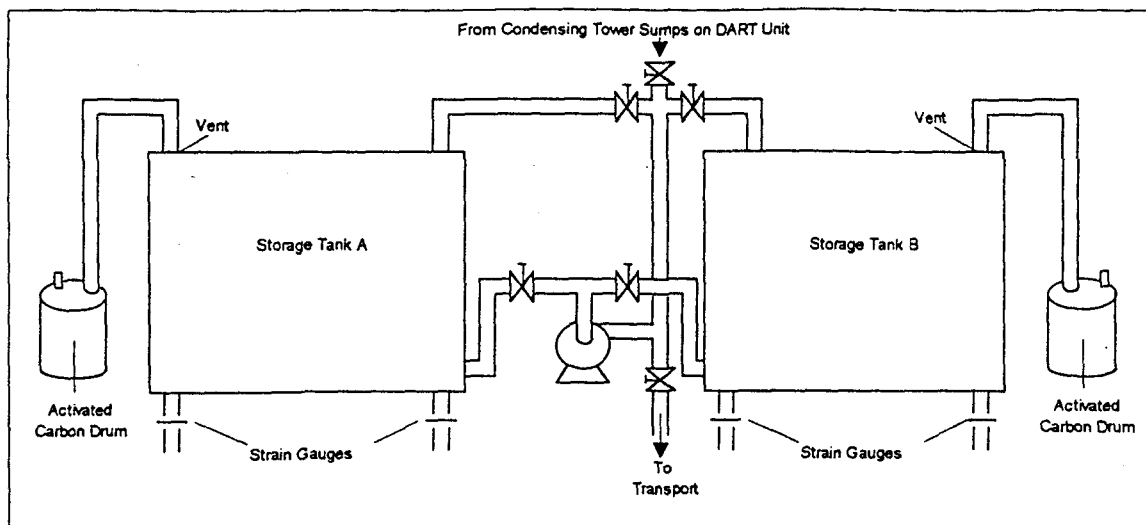 From Condensing Tower Sumps on DART Unit
Vent
Vent
Storage Tank A
Storage Tank B
Activated
Carbon Drum
Activated
Carbon Drum
Strain Gauges
Strain Gauges
To
Transport